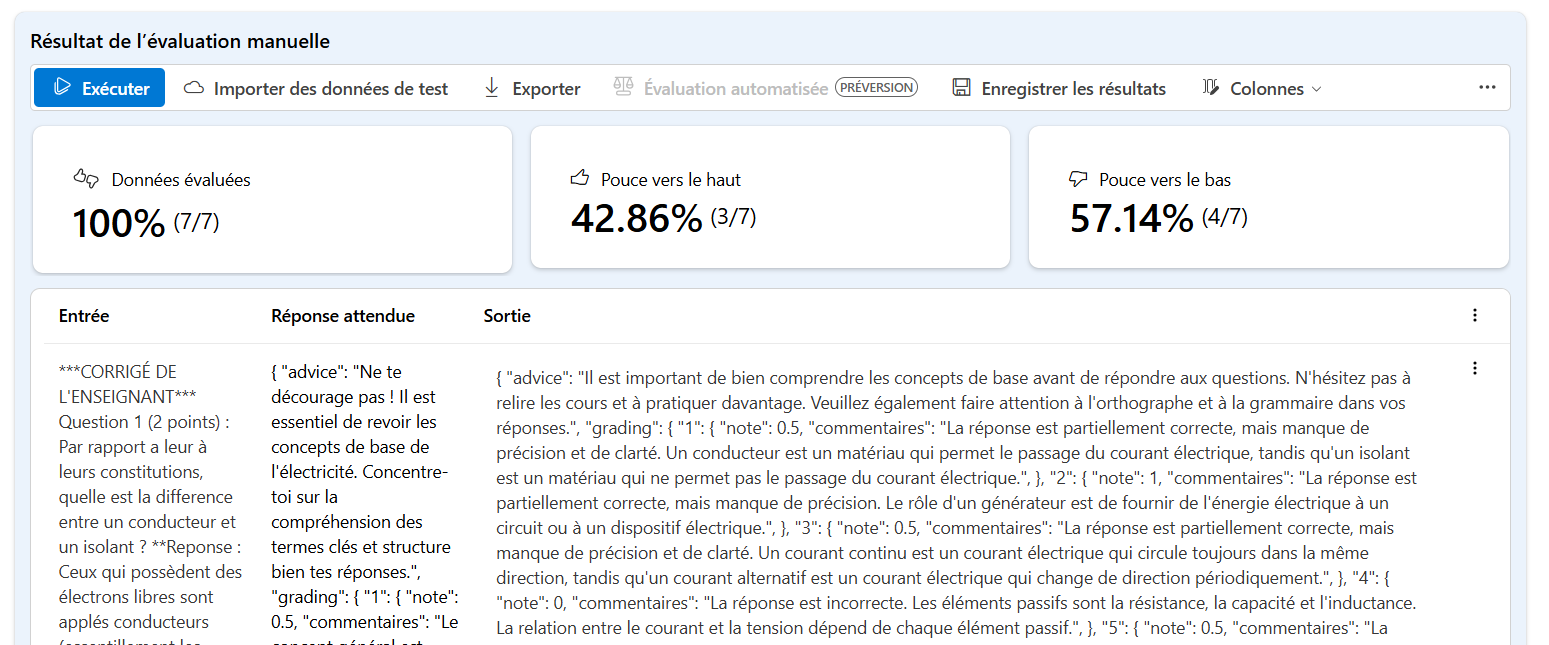 Résultat de l’évaluation manuelle
Exécuter Importer des données de test Exporter Évaluation automatisée PRÉVERSION Enregistrer les résultats Colonnes
Données évaluées
100% (7/7)
Pouce vers le haut
42.86% (3/7)
Pouce vers le bas
57.14% (4/7)
Entrée Réponse attendue Sortie
***CORRIGÉ DE
L'ENSEIGNANT***
Question 1 (2 points) :
Par rapport a leur à
leurs constitutions,
quelle est la difference
entre un conducteur et
un isolant ? **Reponse :
Ceux qui possèdent des
électrons libres sont
applés conducteurs
(essentillement les
{ "advice": "Ne te
décourage pas ! Il est
essentiel de revoir les
concepts de base de
l'électricité. Concentre-
toi sur la
compréhension des
termes clés et structure
bien tes réponses.",
"grading": { "1": { "note":
0.5, "commentaires": "Le
concept général est
{ "advice": "Il est important de bien comprendre les concepts de base avant de répondre aux questions. N'hésitez pas à
relire les cours et à pratiquer davantage. Veuillez également faire attention à l'orthographe et à la grammaire dans vos
réponses.", "grading": { "1": { "note": 0.5, "commentaires": "La réponse est partiellement correcte, mais manque de
précision et de clarté. Un conducteur est un matériau qui permet le passage du courant électrique, tandis qu'un isolant
est un matériau qui ne permet pas le passage du courant électrique.", }, "2": { "note": 1, "commentaires": "La réponse est
partiellement correcte, mais manque de précision. Le rôle d'un générateur est de fournir de l'énergie électrique à un
circuit ou à un dispositif électrique.", }, "3": { "note": 0.5, "commentaires": "La réponse est partiellement correcte, mais
manque de précision et de clarté. Un courant continu est un courant électrique qui circule toujours dans la même
direction, tandis qu'un courant alternatif est un courant électrique qui change de direction périodiquement.", }, "4": {
"note": 0, "commentaires": "La réponse est incorrecte. Les éléments passifs sont la résistance, la capacité et l'inductance.
La relation entre le courant et la tension dépend de chaque élément passif.", }, "5": { "note": 0.5, "commentaires": "La